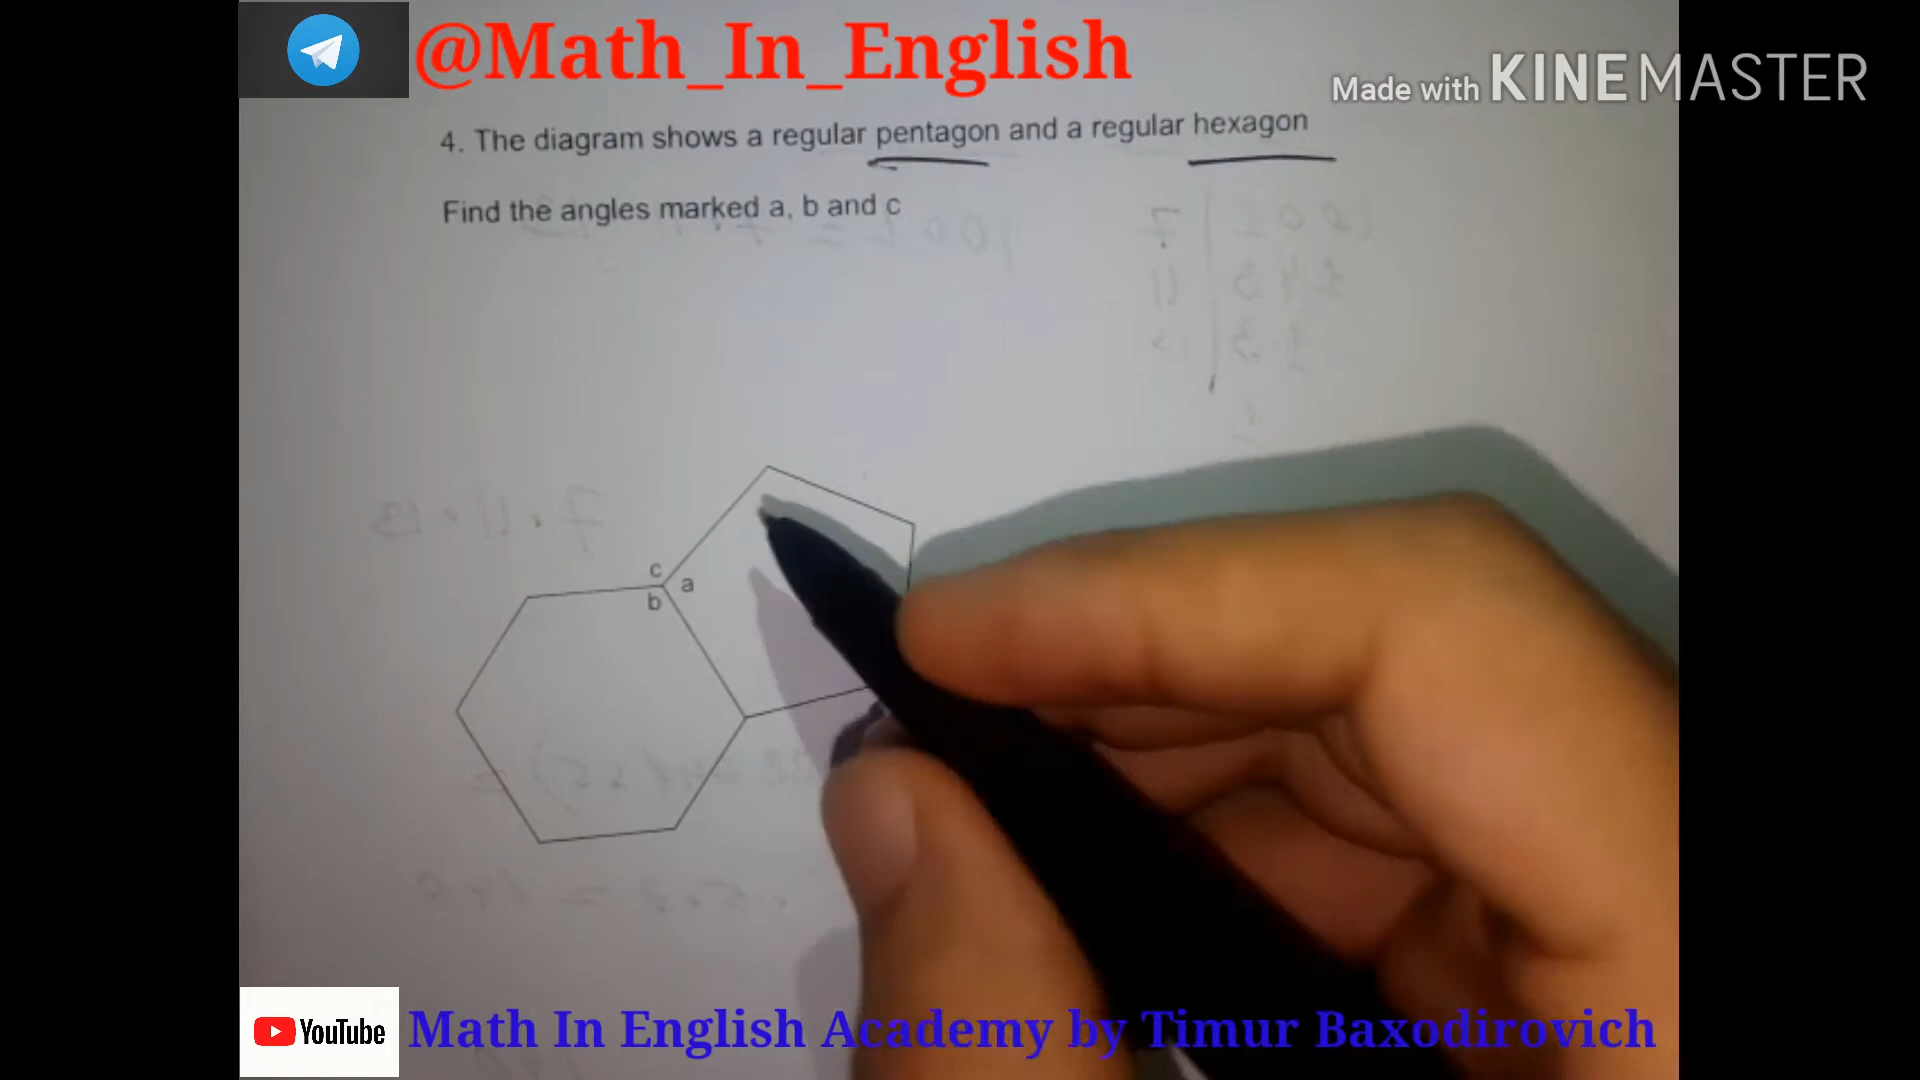 @Math_In_English
Made with KINEMASTER
4. The diagram shows a regular pentagon and a regular hexagon
Find the angles marked a, b and c
c
a
b
YouTube Math In English Academy by Timur Baxodirovich